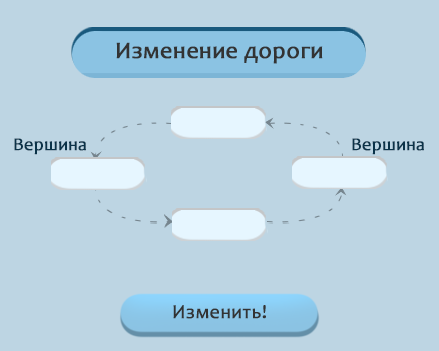 Изменение дороги
Вершина
Вершина
Изменить!